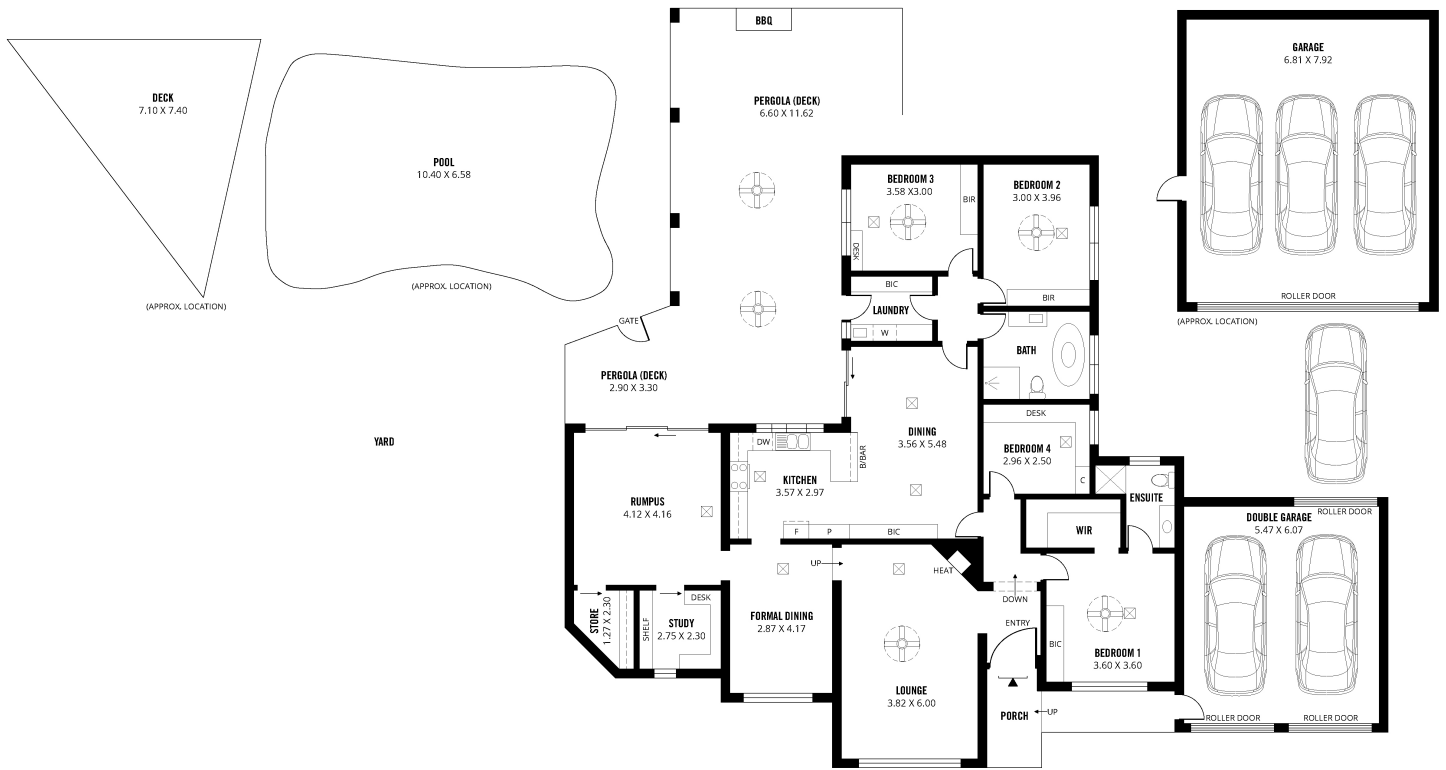 BBQ
GARAGE
6.81 X 7.92
DECK
7.10 X 7.40
PERGOLA (DECK)
6.60 X 11.62
POOL
10.40 X 6.58
BEDROOM 3
3.58 X3.00
BIR
DESK
BEDROOM 2
3.00 X 3.96
BIR
(APPROX. LOCATION)
(APPROX. LOCATION)
ROLLER DOOR
(APPROX. LOCATION)
BIC
LAUNDRY
W
GATE
BATH
PERGOLA (DECK)
2.90 X 3.30
YARD
DINING
3.56 X 5.48
DESK
BEDROOM 4
2.96 X 2.50
C
DW
B/BAR
KITCHEN
3.57 X 2.97
F
P
BIC
RUMPUS
4.12 X 4.16
ENSUITE
WIR
ROLLER DOOR
DOUBLE GARAGE
5.47 X 6.07
UP
HEAT
DOWN
ENTRY
STORE
1.27 X 2.30
SHELF
DESK
STUDY
2.75 X 2.30
FORMAL DINING
2.87 X 4.17
BIC
BEDROOM 1
3.60 X 3.60
LOUNGE
3.82 X 6.00
PORCH
UP
ROLLER DOOR
ROLLER DOOR